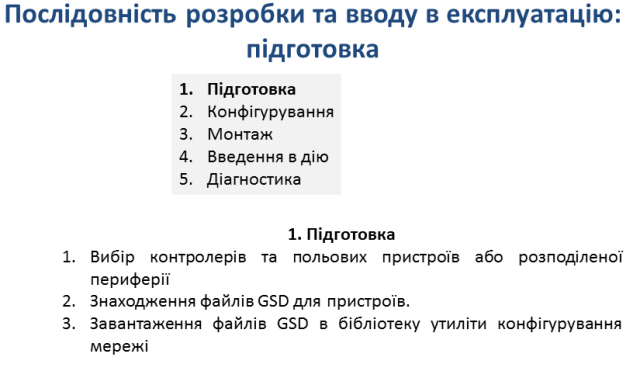 Послідовність розробки та вводу в експлуатацію:
підготовка
1. Підготовка
2. Конфігурування
3. Монтаж
4. Введення в дію
5. Діагностика
1. Підготовка
1. Вибір контролерів та польових пристроїв або розподіленої
периферії
2. Знаходження файлів GSD для пристроїв.
3. Завантаження файлів GSD в бібліотеку утиліти конфігурування
мережі